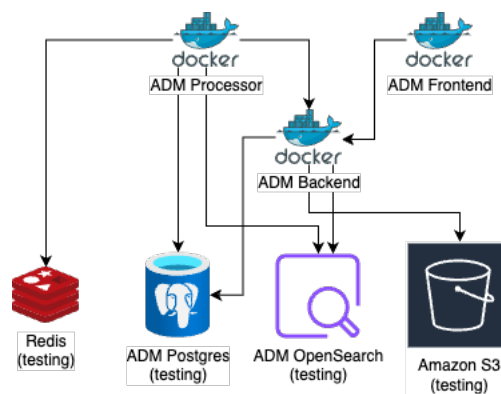 docker
docker
ADM Processor
ADM Frontend
docker
ADM Backend
Redis
(testing)
ADM Postgres
(testing)
ADM OpenSearch
(testing)
Amazon S3
(testing)